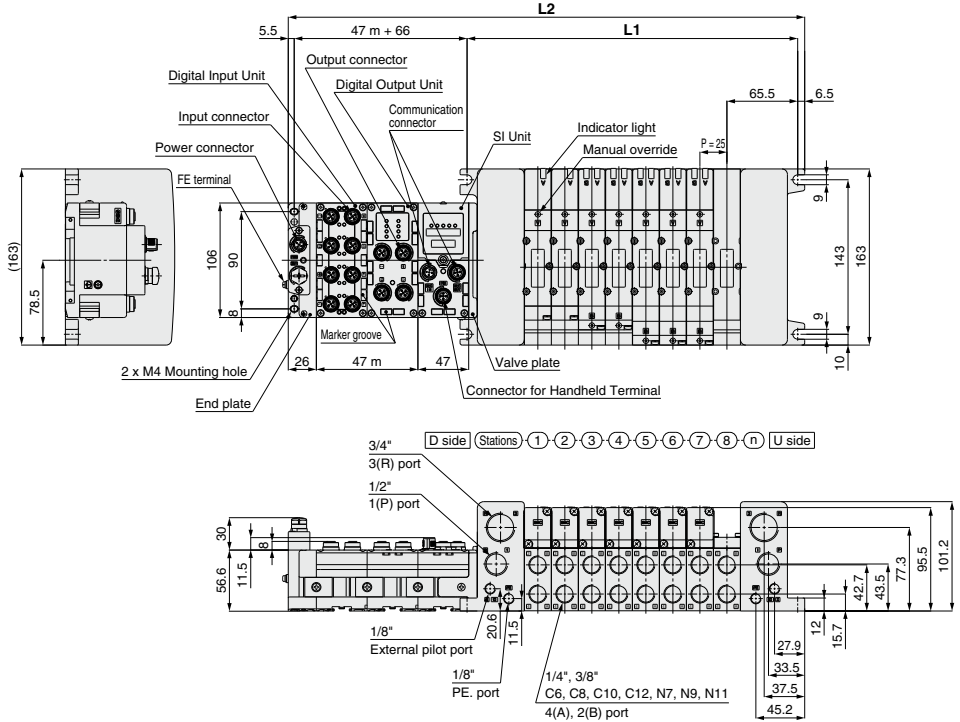 L2
5.5
47 m + 66
L1
Output connector
Digital Input Unit
Digital Output Unit
65.5
6.5
Input connector
Communication
connector
Indicator light
SI Unit
P = 25
Power connector
Manual override
FE terminal
9
(163)
78.5
106
90
8
143
163
9
10
Marker groove
26
47 m
47
Valve plate
2 x M4 Mounting hole
Connector for Handheld Terminal
End plate
3/4"
3(R) port
D side
Stations
1
2
3
4
5
6
7
8
n
U side
1/2"
1(P) port
30
8
56.6
11.5
20.6
11.5
42.7
43.5
77.3
95.5
101.2
12
15.7
1/8"
External pilot port
27.9
1/8"
PE. port
1/4", 3/8"
C6, C8, C10, C12, N7, N9, N11
4(A), 2(B) port
33.5
37.5
45.2